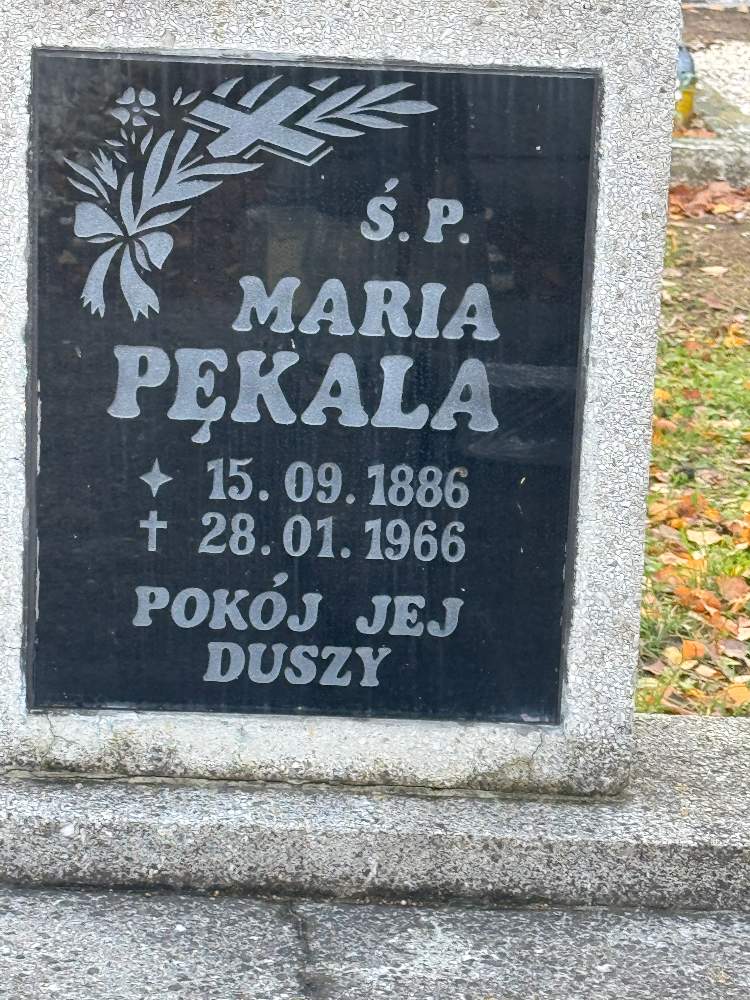 Ś.P.
MARIA
PĘKALA
✦ 15.09.1886
✝ 28.01.1966
POKÓJ JEJ
DUSZY